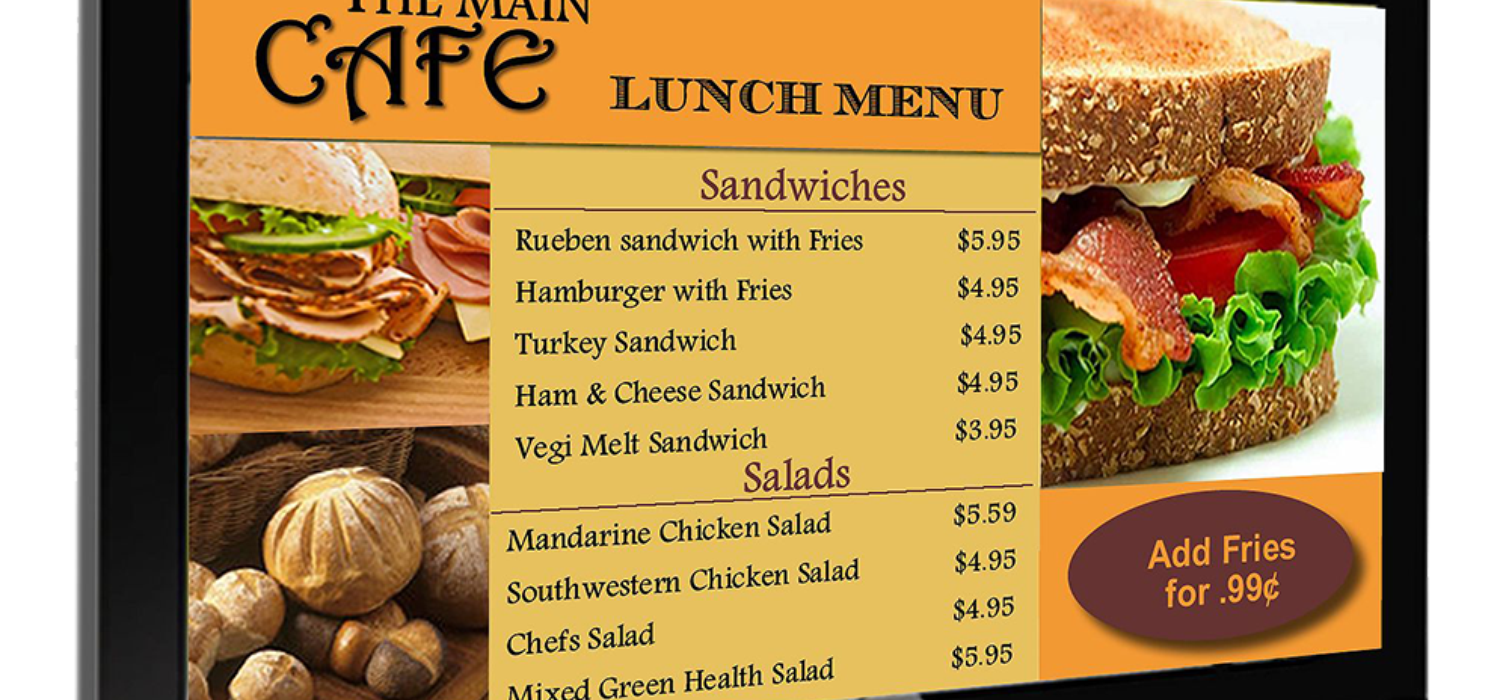 THE MAIN
CAFE
LUNCH MENU
Sandwiches
Rueben sandwich with Fries $5.95
Hamburger with Fries $4.95
Turkey Sandwich $4.95
Ham & Cheese Sandwich $4.95
Vegi Melt Sandwich $3.95
Salads
Mandarine Chicken Salad $5.59
Southwestern Chicken Salad $4.95
Chefs Salad $4.95
Mixed Green Health Salad $5.95
Add Fries
for .99¢